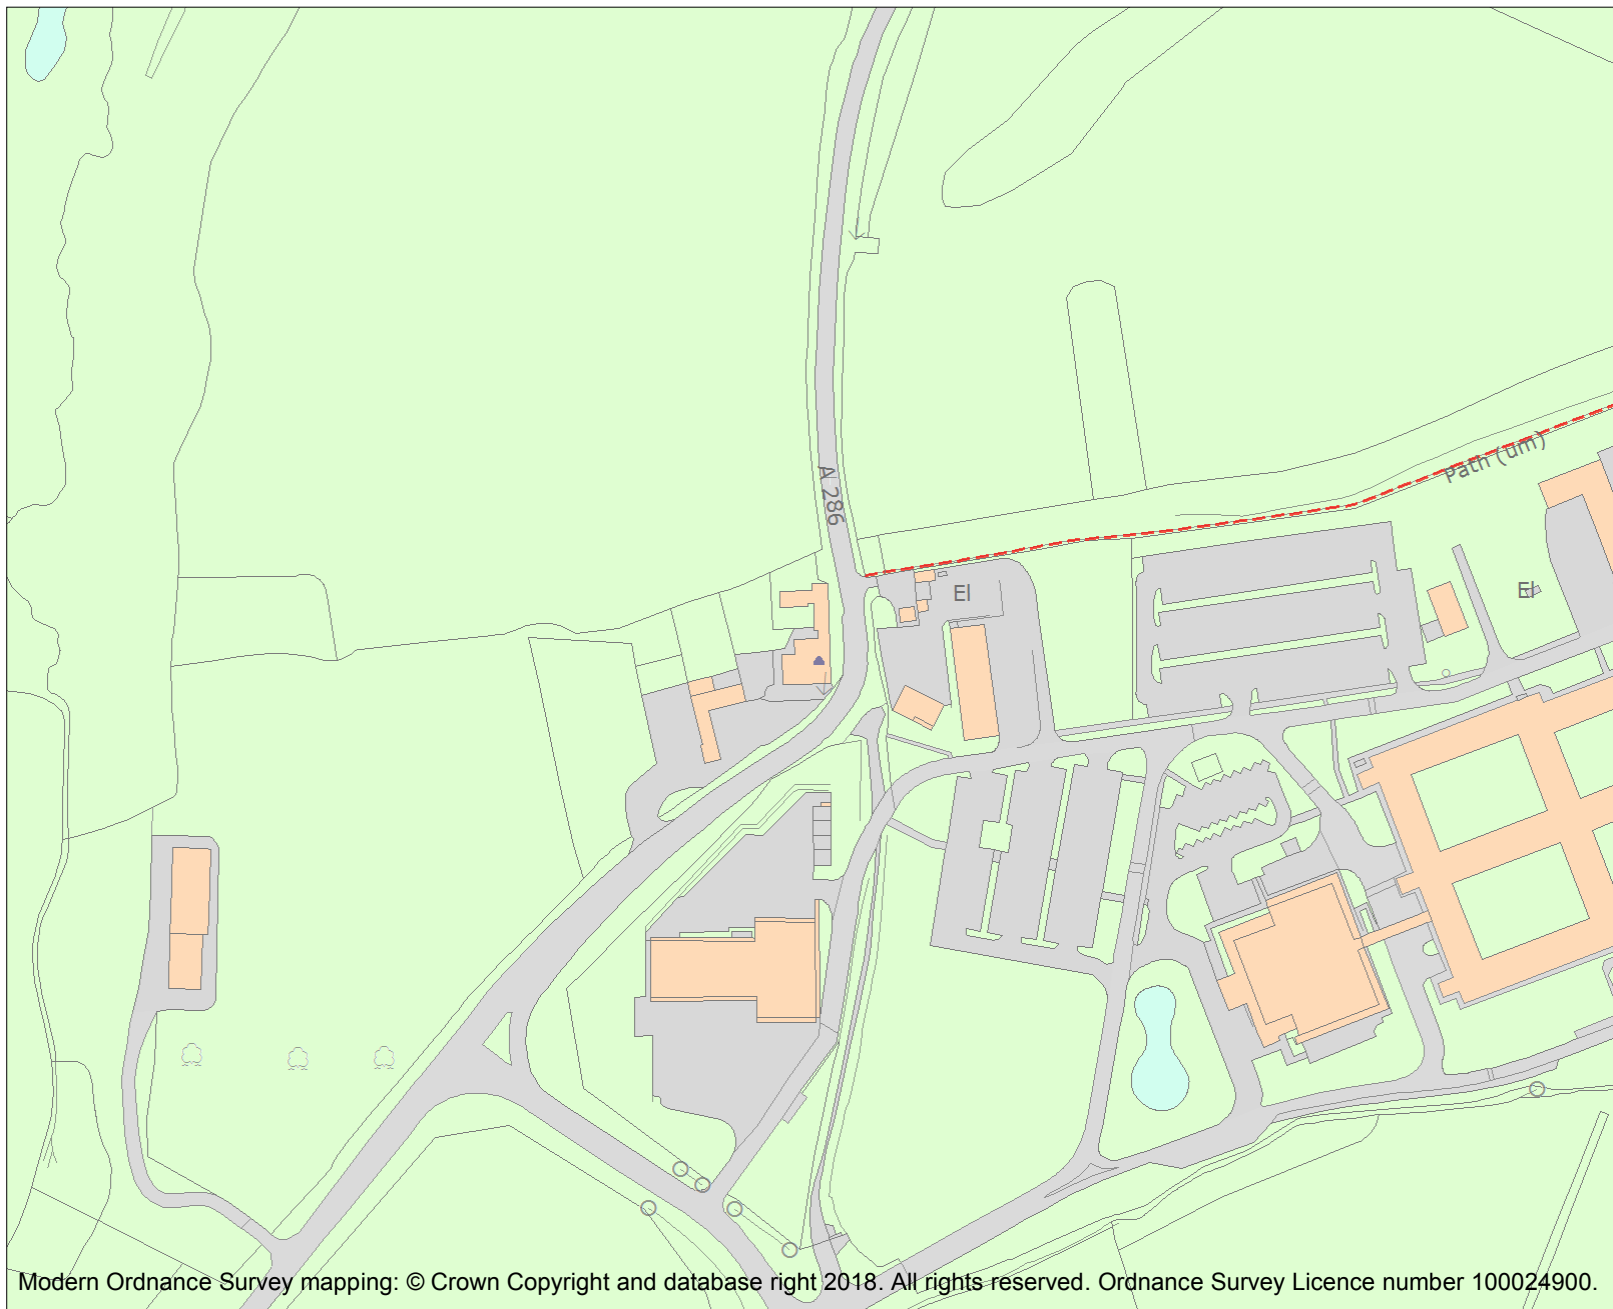 A 286
Path (um)
El
El
Modern Ordnance Survey mapping: © Crown Copyright and database right 2018. All rights reserved. Ordnance Survey Licence number 100024900.